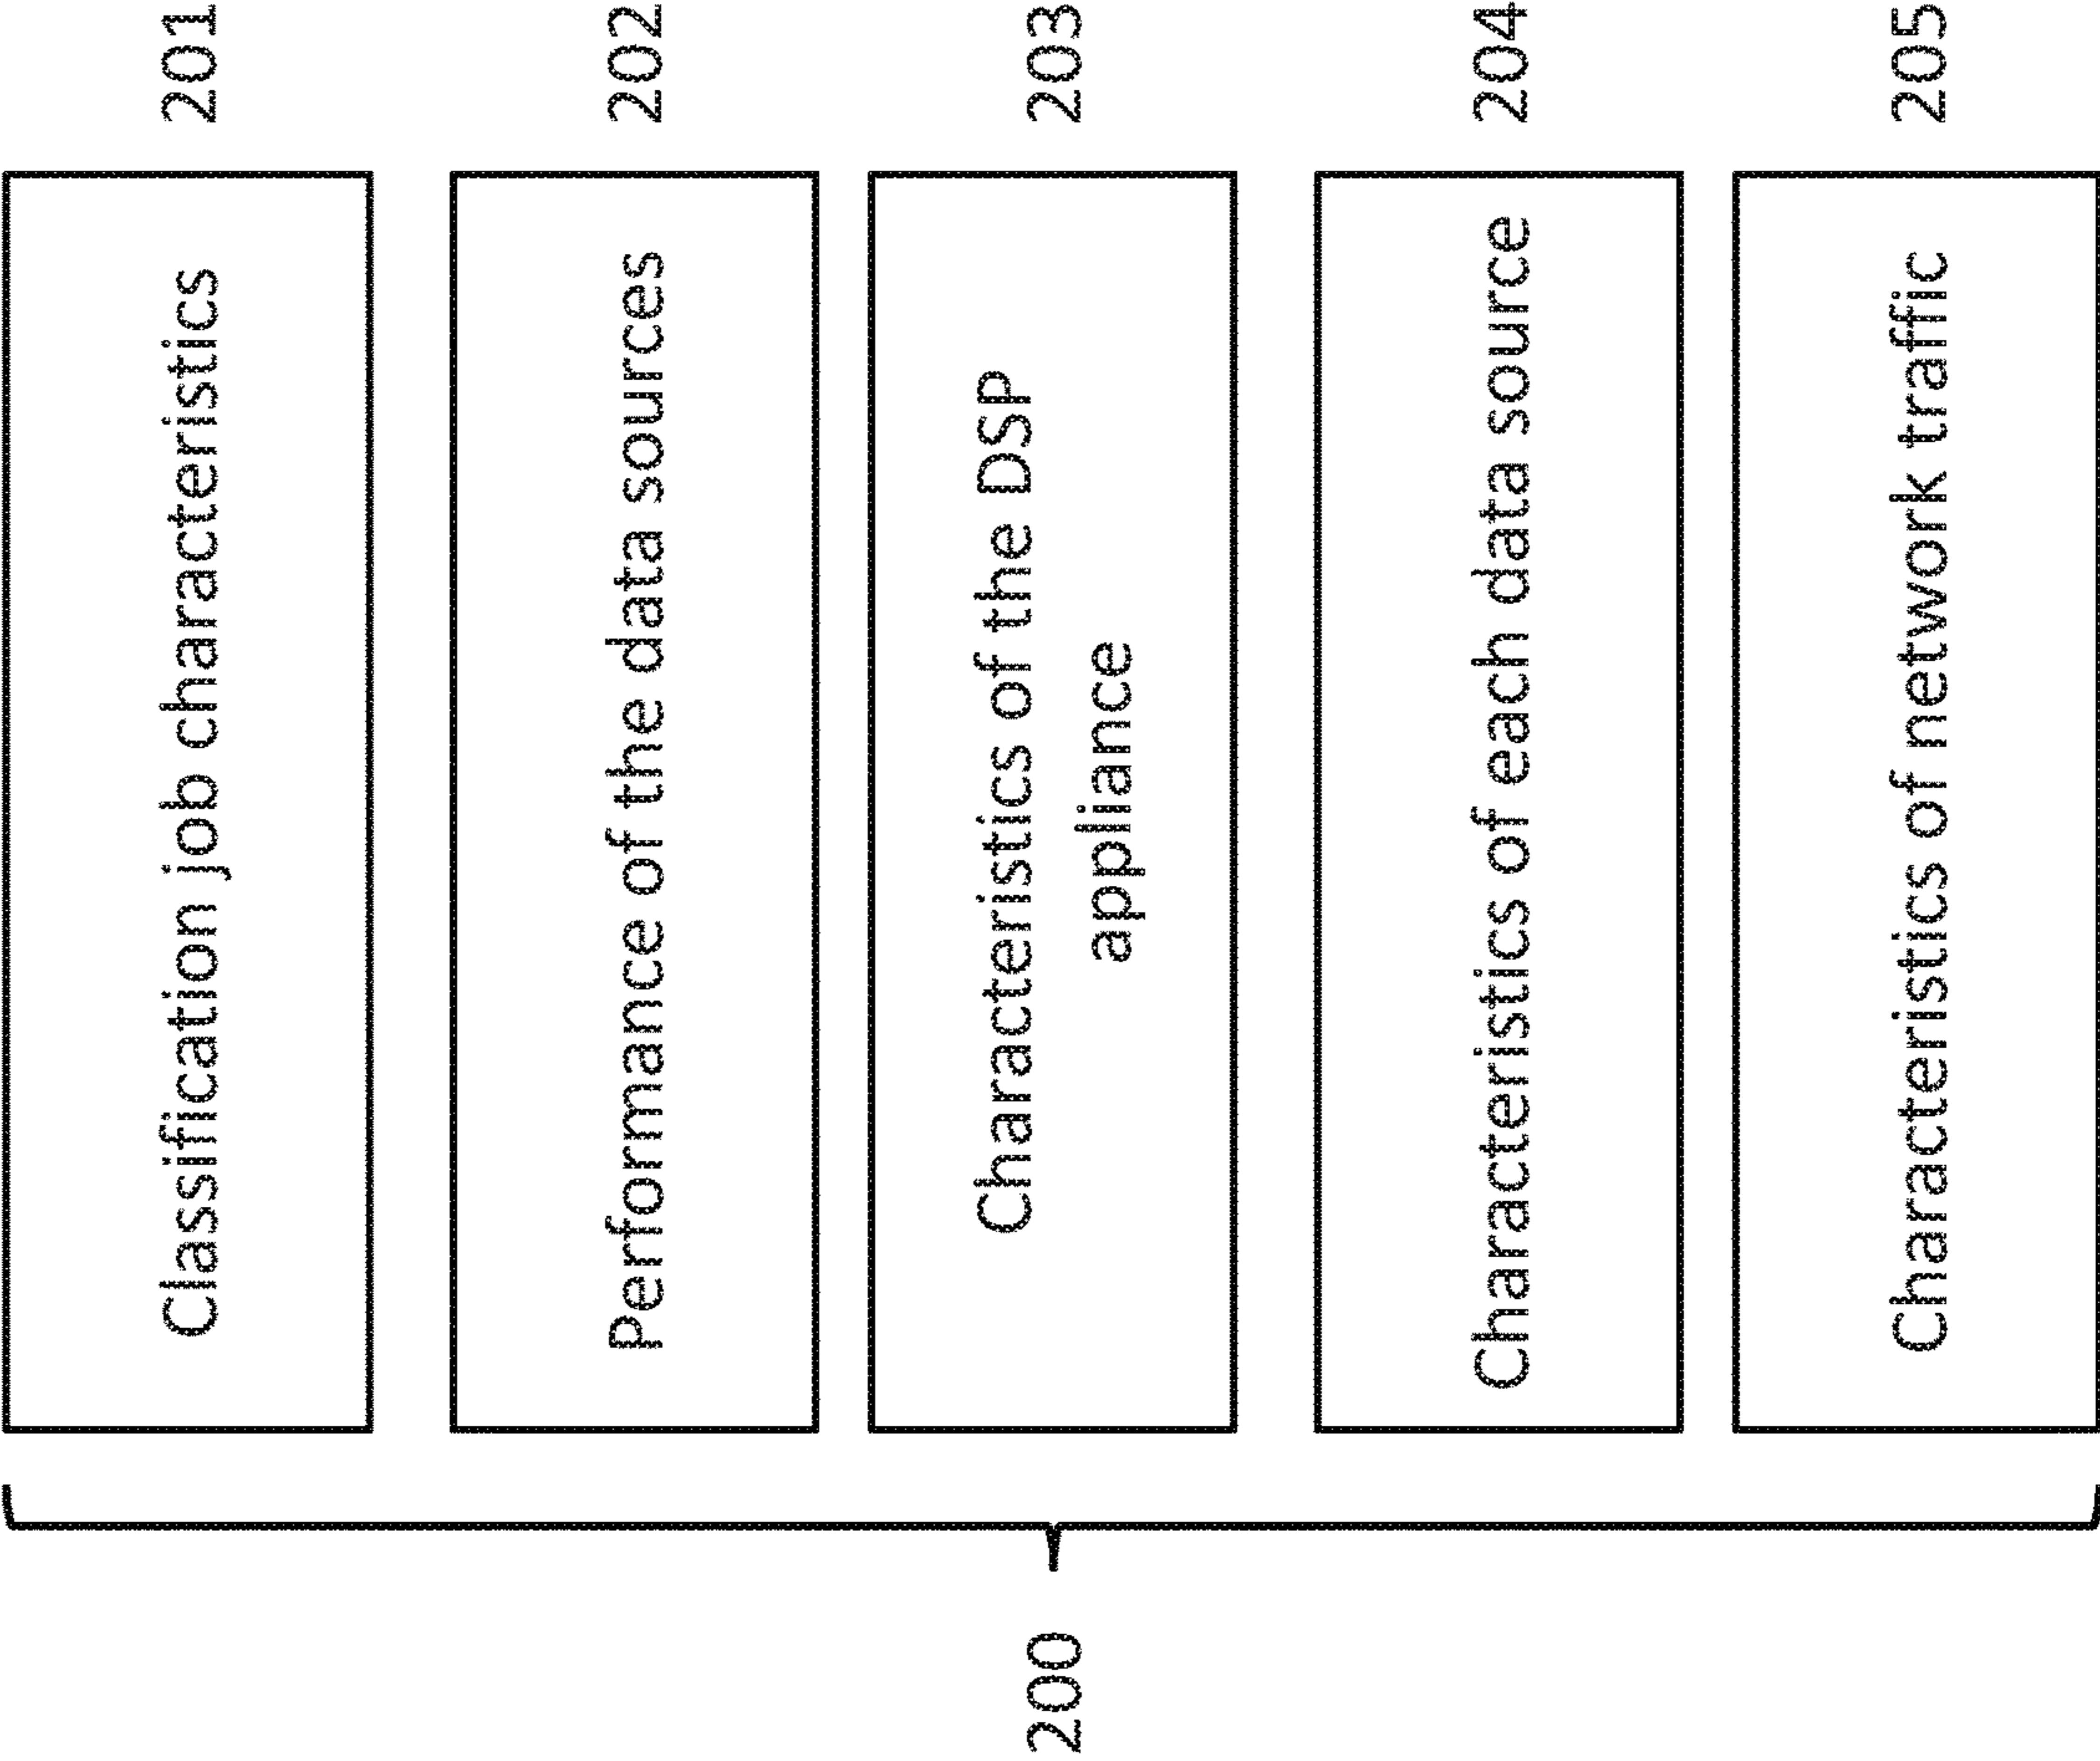 200
Classification job characteristics
201
Performance of the data sources
202
Characteristics of the DSP
appliance
203
Characteristics of each data source
204
Characteristics of network traffic
205